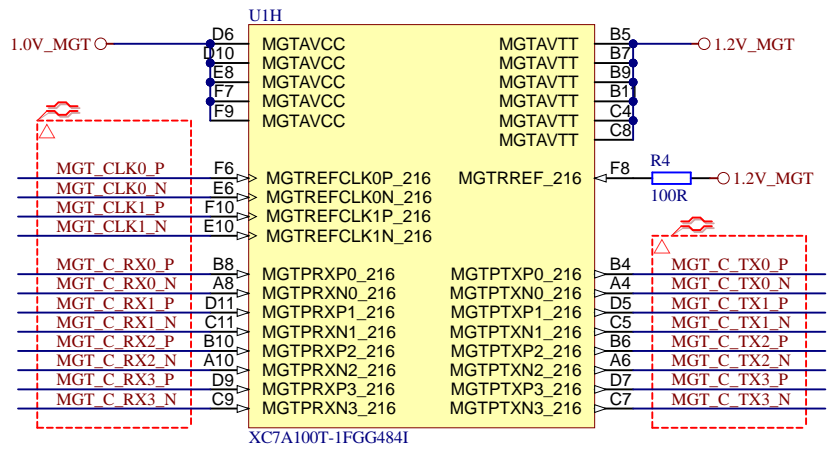 U1H
1.0V_MGT D6 MGTAVCC MGTAVTT B5 1.2V_MGT
D10 MGTAVCC MGTAVTT B7
E8 MGTAVCC MGTAVTT B9
F7 MGTAVCC MGTAVTT B11
F9 MGTAVCC MGTAVTT C4
MGTAVTT C8
MGT_CLK0_P F6 MGTREFCLK0P_216 MGTRREF_216 F8 R4 100R 1.2V_MGT
MGT_CLK0_N E6 MGTREFCLK0N_216
MGT_CLK1_P F10 MGTREFCLK1P_216
MGT_CLK1_N E10 MGTREFCLK1N_216
MGT_C_RX0_P B8 MGTPRXP0_216 MGTPTXP0_216 B4 MGT_C_TX0_P
MGT_C_RX0_N A8 MGTPRXN0_216 MGTPTXN0_216 A4 MGT_C_TX0_N
MGT_C_RX1_P D11 MGTPRXP1_216 MGTPTXP1_216 D5 MGT_C_TX1_P
MGT_C_RX1_N C11 MGTPRXN1_216 MGTPTXN1_216 C5 MGT_C_TX1_N
MGT_C_RX2_P B10 MGTPRXP2_216 MGTPTXP2_216 B6 MGT_C_TX2_P
MGT_C_RX2_N A10 MGTPRXN2_216 MGTPTXN2_216 A6 MGT_C_TX2_N
MGT_C_RX3_P D9 MGTPRXP3_216 MGTPTXP3_216 D7 MGT_C_TX3_P
MGT_C_RX3_N C9 MGTPRXN3_216 MGTPTXN3_216 C7 MGT_C_TX3_N
XC7A100T-1FGG484I